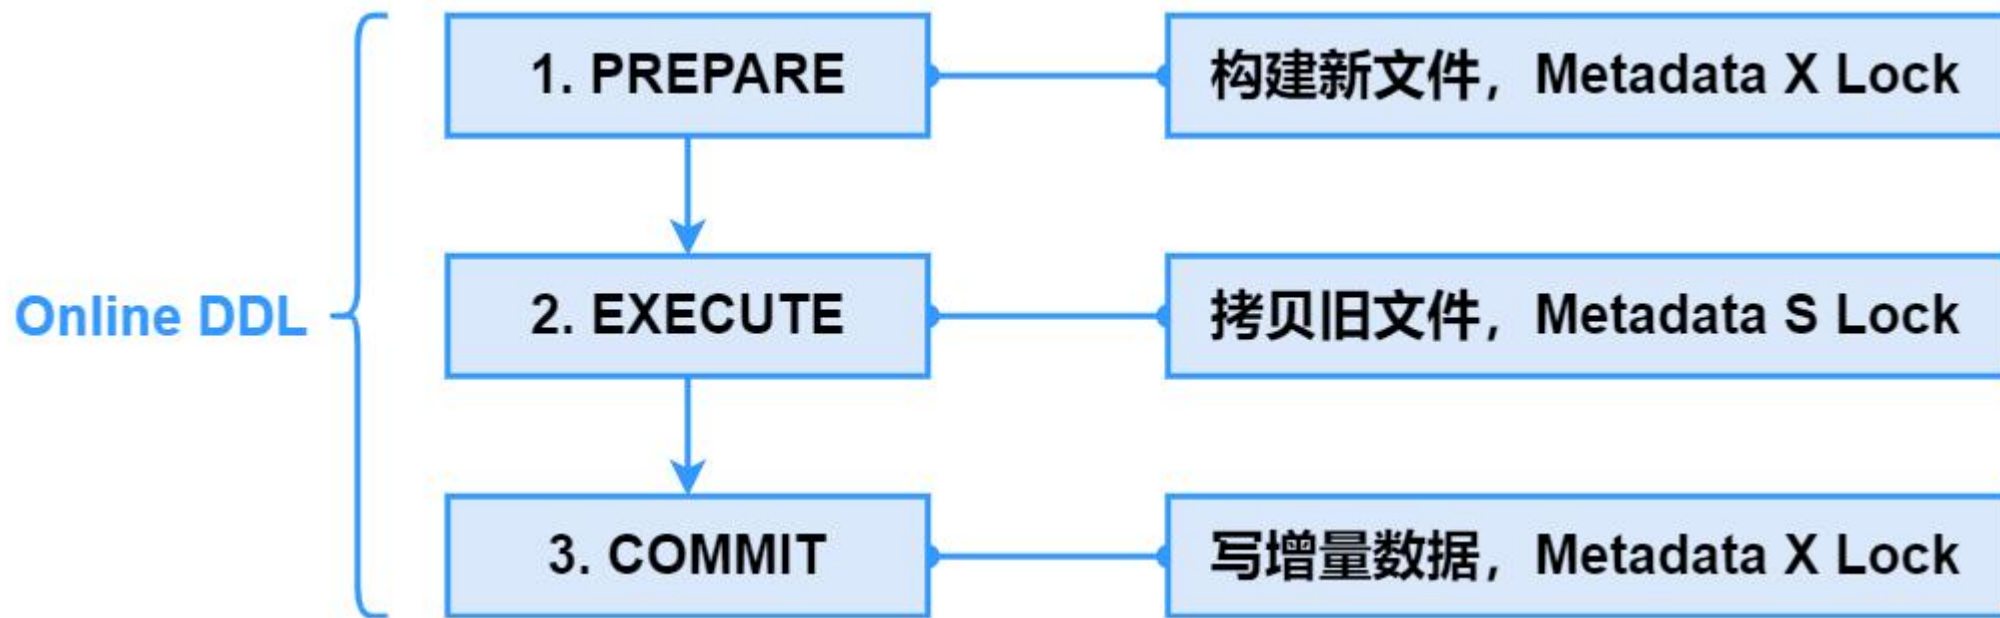 1. PREPARE
构建新文件，Metadata X Lock
Online DDL
2. EXECUTE
拷贝旧文件，Metadata S Lock
3. COMMIT
写增量数据，Metadata X Lock